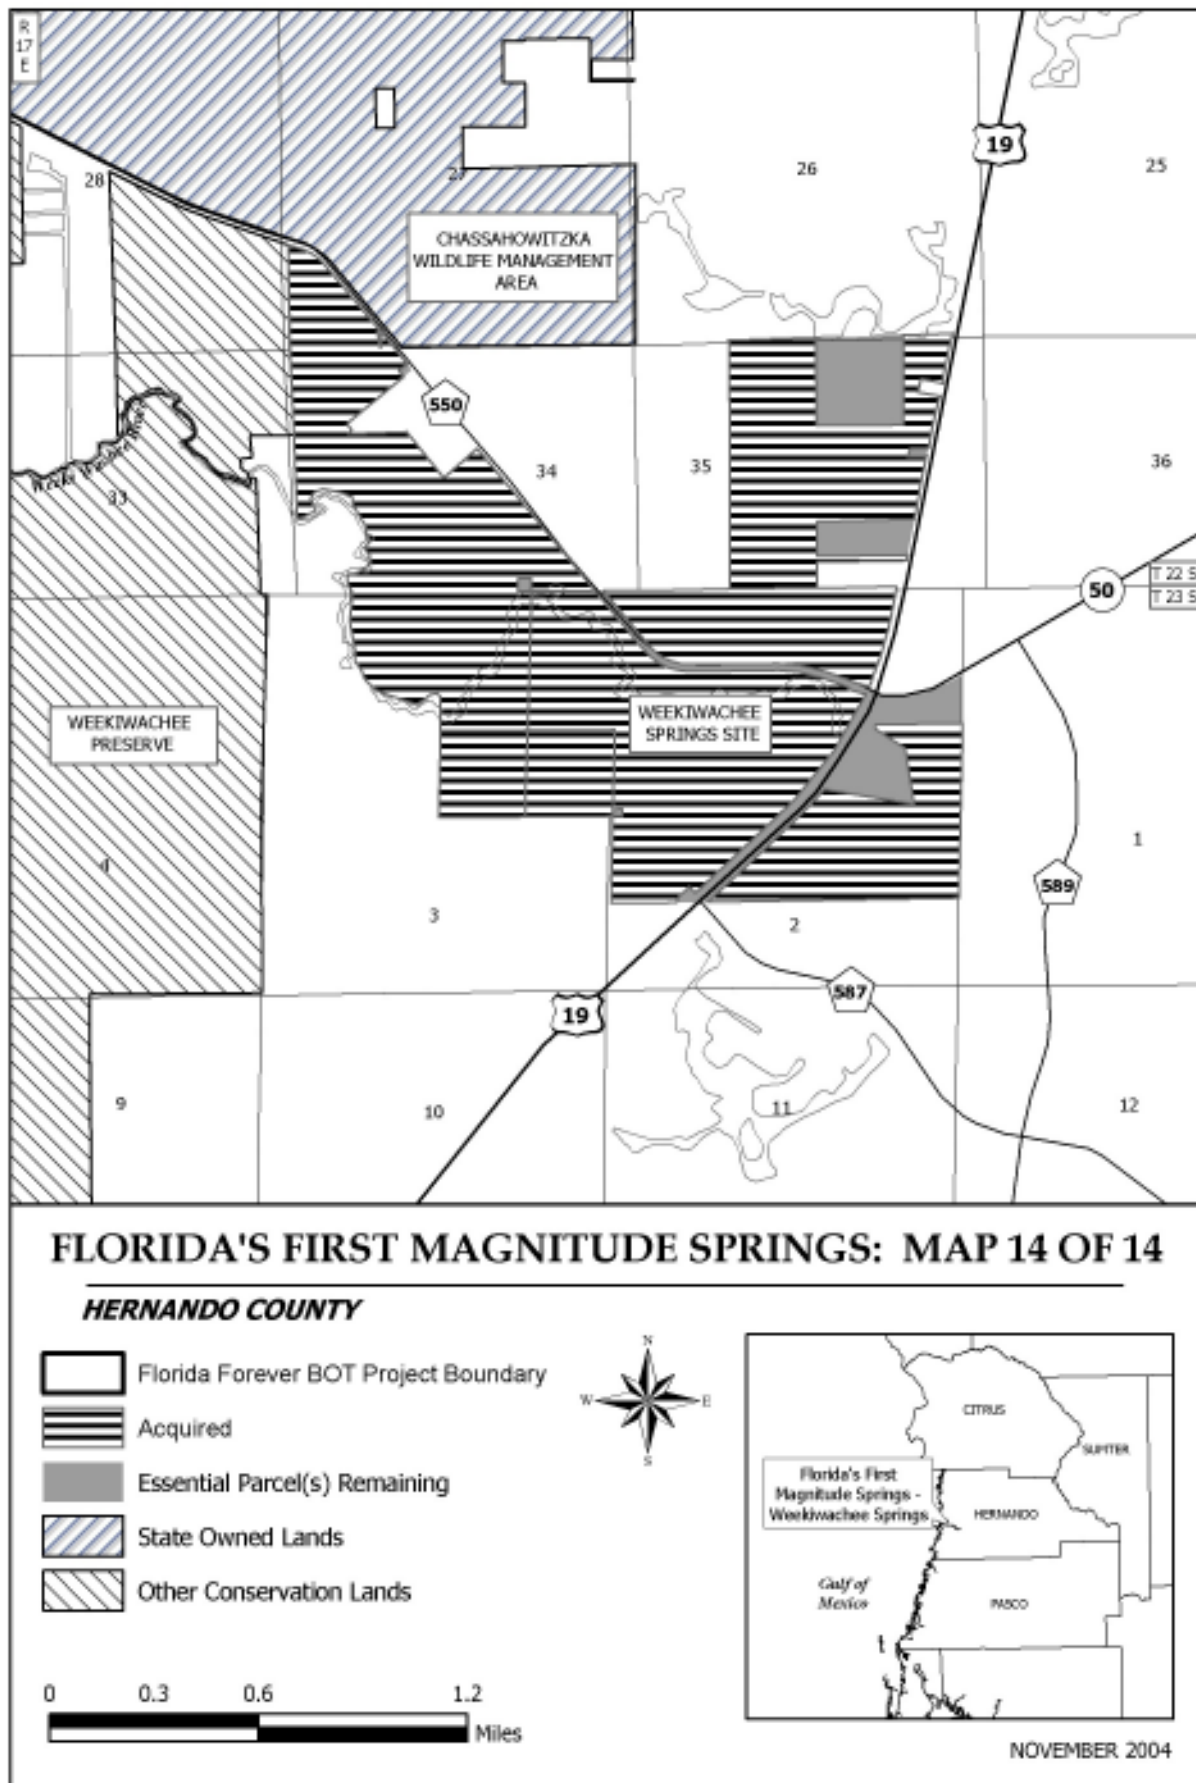 R
17
E
19
28
27
26
25
CHASSAHOWITZKA
WILDLIFE MANAGEMENT
AREA
550
34
35
36
Weeki Wachee River
33
50
T 22 S
T 23 S
WEEKIWACHEE
PRESERVE
WEEKIWACHEE
SPRINGS SITE
4
3
2
1
589
587
19
9
10
11
12
FLORIDA'S FIRST MAGNITUDE SPRINGS: MAP 14 OF 14
HERNANDO COUNTY
Florida Forever BOT Project Boundary
Acquired
Essential Parcel(s) Remaining
State Owned Lands
Other Conservation Lands
N
W E
S
CITRUS
SUMTER
Florida's First
Magnitude Springs -
Weekiwachee Springs
HERNANDO
Gulf of
Mexico
PASCO
0 0.3 0.6 1.2
Miles
NOVEMBER 2004